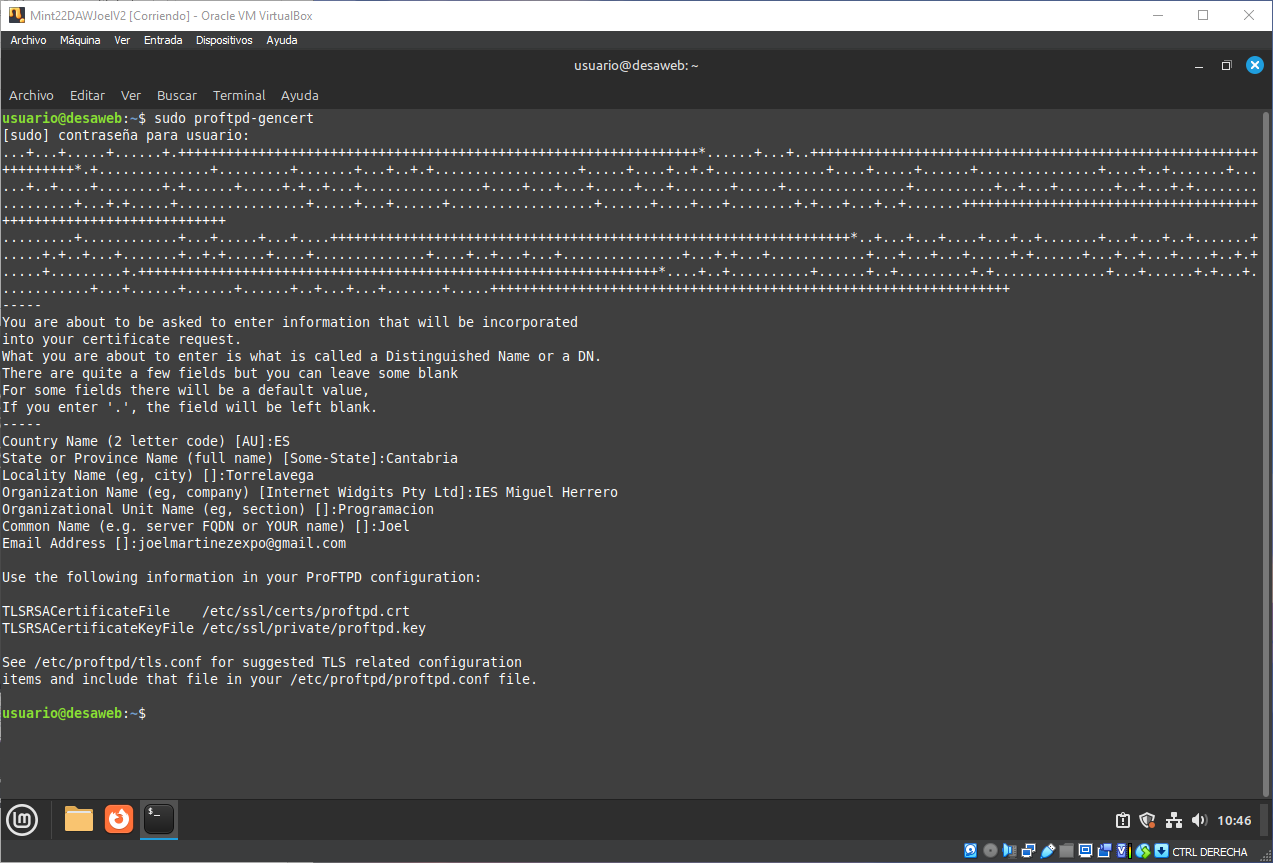 Mint22DAWJoelV2 [Corriendo] - Oracle VM VirtualBox
Archivo Máquina Ver Entrada Dispositivos Ayuda
usuario@desaweb: ~
Archivo Editar Ver Buscar Terminal Ayuda
usuario@desaweb:~$ sudo proftpd-gencert
[sudo] contraseña para usuario:
-----
You are about to be asked to enter information that will be incorporated
into your certificate request.
What you are about to enter is what is called a Distinguished Name or a DN.
There are quite a few fields but you can leave some blank
For some fields there will be a default value,
If you enter '.', the field will be left blank.
-----
Country Name (2 letter code) [AU]:ES
State or Province Name (full name) [Some-State]:Cantabria
Locality Name (eg, city) []:Torrelavega
Organization Name (eg, company) [Internet Widgits Pty Ltd]:IES Miguel Herrero
Organizational Unit Name (eg, section) []:Programacion
Common Name (e.g. server FQDN or YOUR name) []:Joel
Email Address []:joelmartinezexpo@gmail.com
Use the following information in your ProFTPD configuration:
TLSRSACertificateFile /etc/ssl/certs/proftpd.crt
TLSRSACertificateKeyFile /etc/ssl/private/proftpd.key
See /etc/proftpd/tls.conf for suggested TLS related configuration
items and include that file in your /etc/proftpd/proftpd.conf file.
usuario@desaweb:~$
10:46
CTRL DERECHA